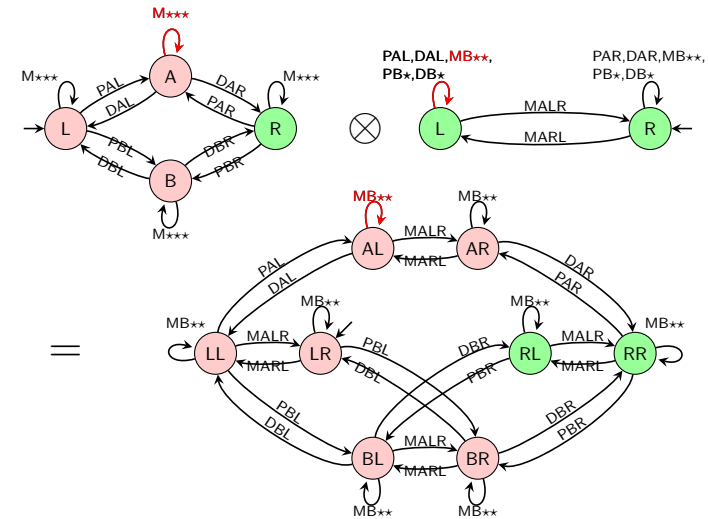 M⋆⋆⋆
PAL,DAL,MB⋆⋆,
PB⋆,DB⋆
PAR,DAR,MB⋆⋆,
PB⋆,DB⋆
M⋆⋆⋆
M⋆⋆⋆
A
PAL
DAL
DAR
PAR
L
R
⊗
L
MALR
MARL
R
PBL
DBL
DBR
PBR
B
M⋆⋆⋆
MB⋆⋆
MB⋆⋆
AL
MALR
MARL
AR
PAL
DAL
DAR
PAR
MB⋆⋆
MB⋆⋆
MB⋆⋆
MB⋆⋆
=
LL
MALR
MARL
LR
PBL
DBL
DBR
PBR
RL
MALR
MARL
RR
PBL
DBL
DBR
PBR
BL
MALR
MARL
BR
MB⋆⋆
MB⋆⋆